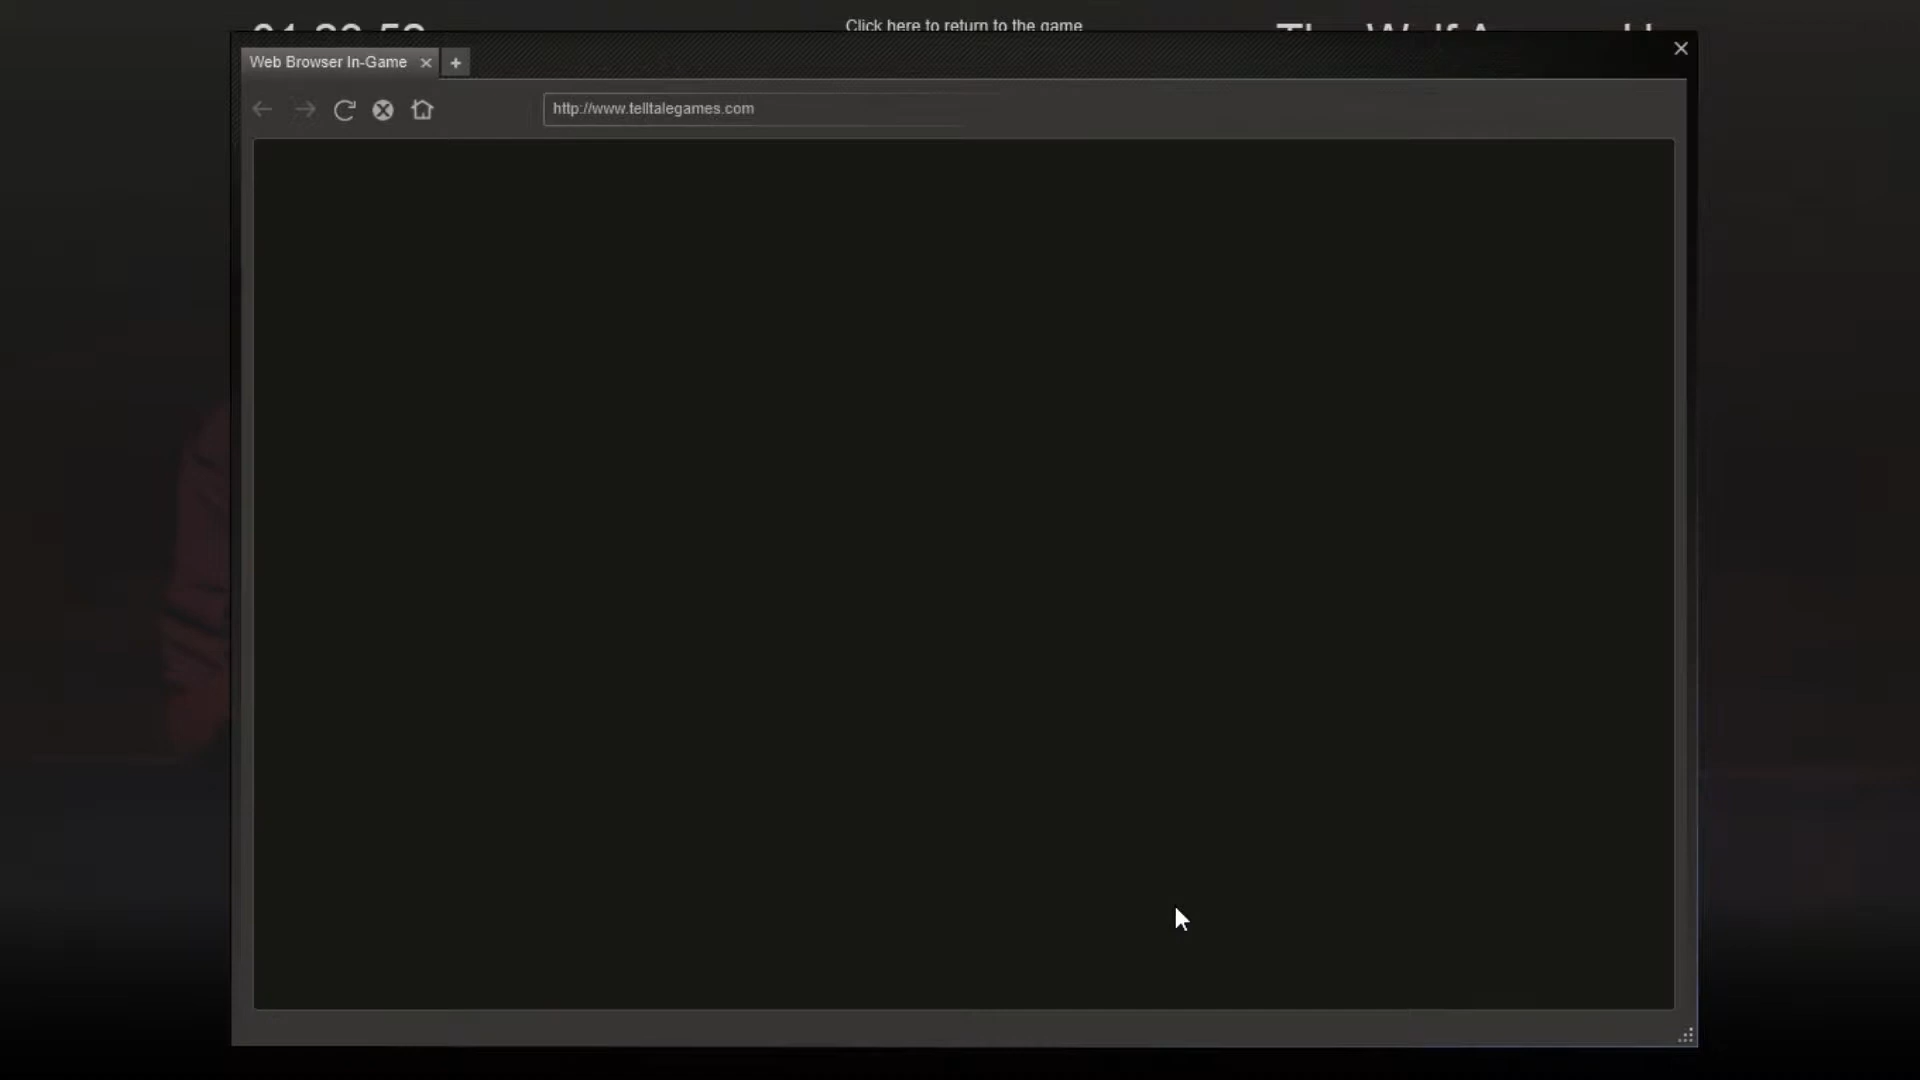 Click here to return to the game
Web Browser In-Game
http://www.telltalegames.com